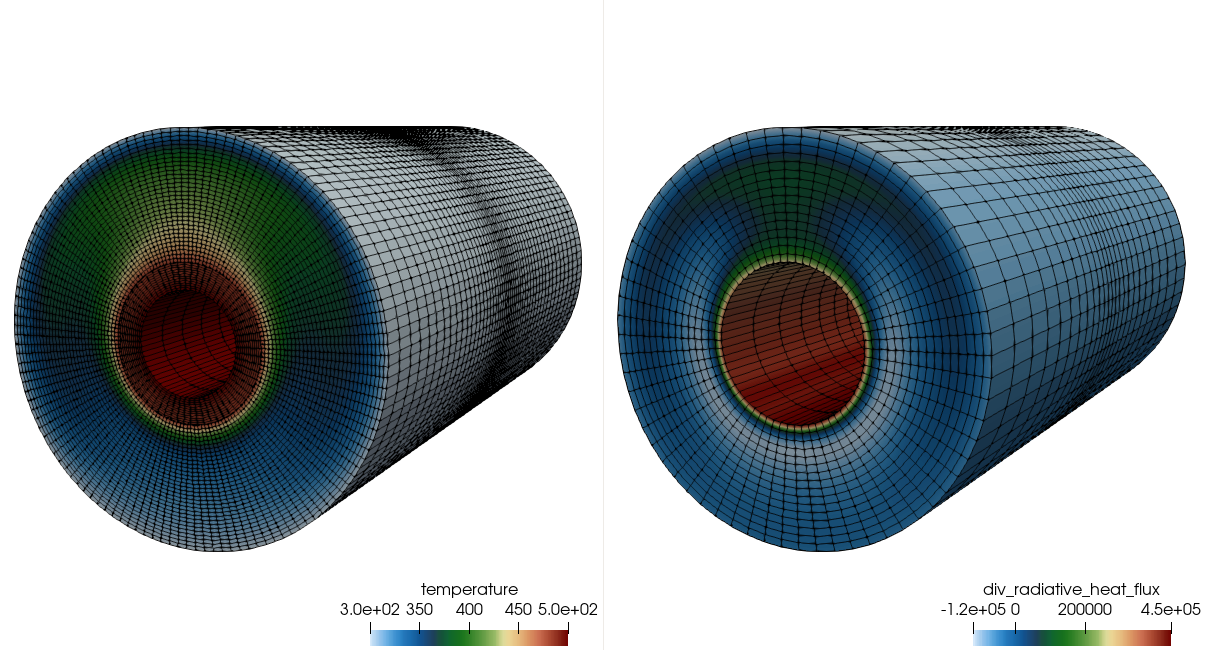 temperature
3.0e+02 350 400 450 5.0e+02
div_radiative_heat_flux
-1.2e+05 0 200000 4.5e+05